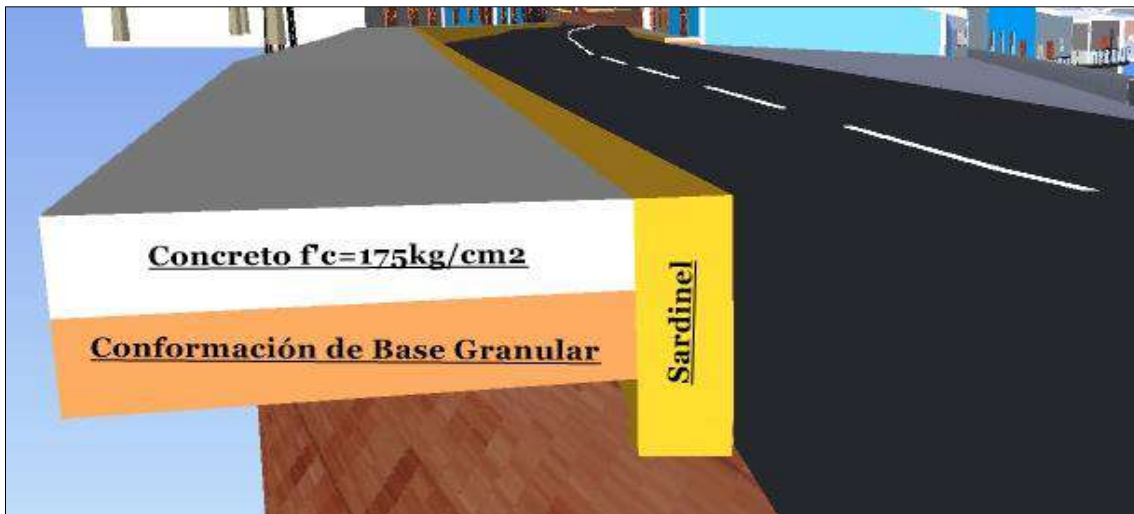 Concreto f'c=175kg/cm2
Conformación de Base Granular
Sardinel